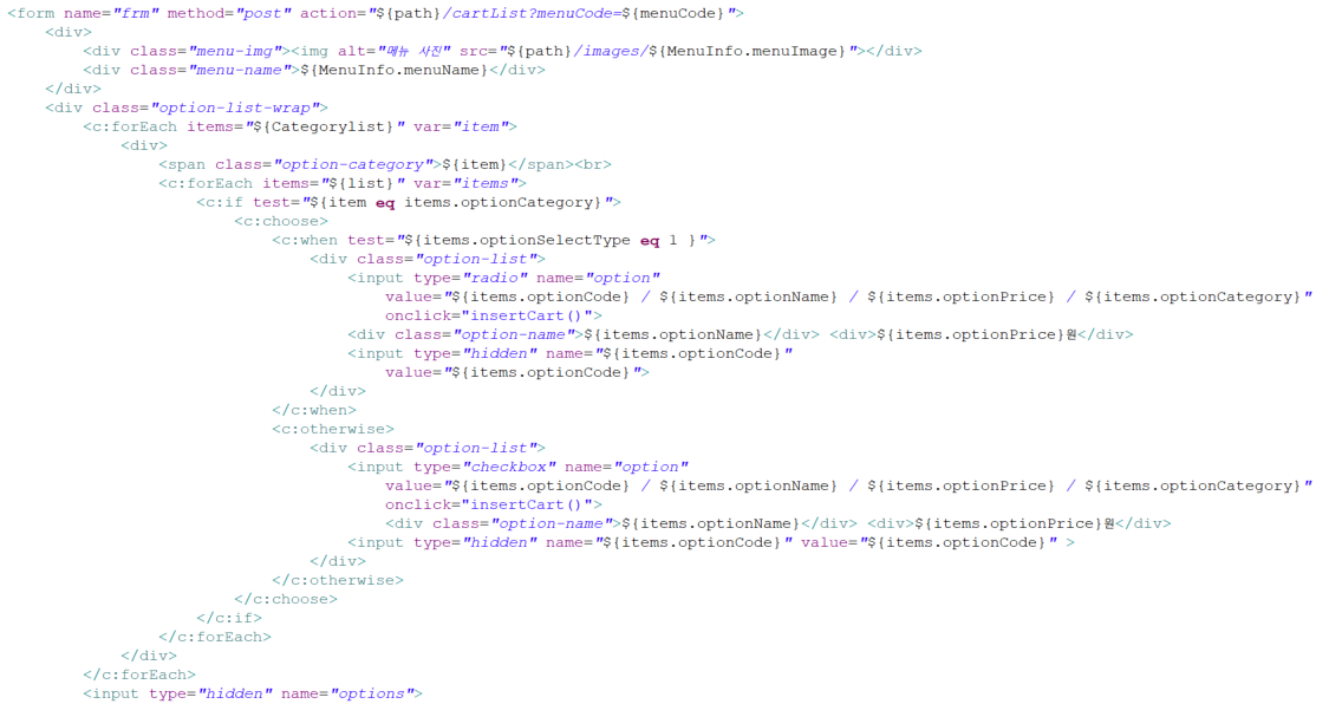 <form name="frm" method="post" action="${path}/cartList?menuCode=${menuCode}">
<div>
<div class="menu-img"><img alt="메뉴 사진" src="${path}/images/${MenuInfo.menuImage}"></div>
<div class="menu-name">${MenuInfo.menuName}</div>
</div>
<div class="option-list-wrap">
<c:forEach items="${Categorylist}" var="item">
<div>
<span class="option-category">${item}</span><br>
<c:forEach items="${list}" var="items">
<c:if test="${item eq items.optionCategory}">
<c:choose>
<c:when test="${items.optionSelectType eq 1 }">
<div class="option-list">
<input type="radio" name="option"
value="${items.optionCode} / ${items.optionName} / ${items.optionPrice} / ${items.optionCategory}"
onclick="insertCart()">
<div class="option-name">${items.optionName}</div> <div>${items.optionPrice}원</div>
<input type="hidden" name="${items.optionCode}"
value="${items.optionCode}">
</div>
</c:when>
<c:otherwise>
<div class="option-list">
<input type="checkbox" name="option"
value="${items.optionCode} / ${items.optionName} / ${items.optionPrice} / ${items.optionCategory}"
onclick="insertCart()">
<div class="option-name">${items.optionName}</div> <div>${items.optionPrice}원</div>
<input type="hidden" name="${items.optionCode}" value="${items.optionCode}" >
</div>
</c:otherwise>
</c:choose>
</c:if>
</c:forEach>
</div>
</c:forEach>
<input type="hidden" name="options">